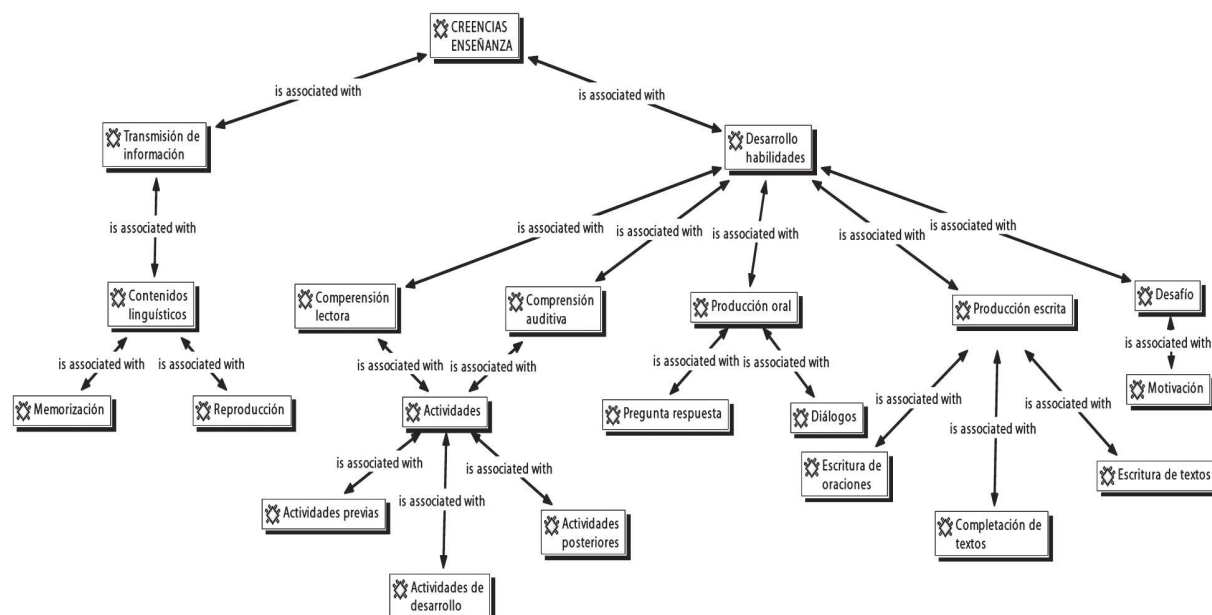 CREENCIAS
ENSEÑANZA
is associated with
is associated with
Transmisión de
información
Desarrollo
habilidades
is associated with
is associated with
is associated with
is associated with
is associated with
is associated with
Contenidos
linguísticos
Comperensión
lectora
Comprensión
auditiva
Producción oral
Producción escrita
Desafío
is associated with
is associated with
is associated with
is associated with
is associated with
is associated with
is associated with
Memorización
Reproducción
Actividades
Pregunta respuesta
Diálogos
Motivación
is associated with
is associated with
is associated with
is associated with
is associated with
is associated with
Actividades previas
Actividades
posteriores
Actividades de
desarrollo
Escritura de
oraciones
Completación de
textos
Escritura de textos